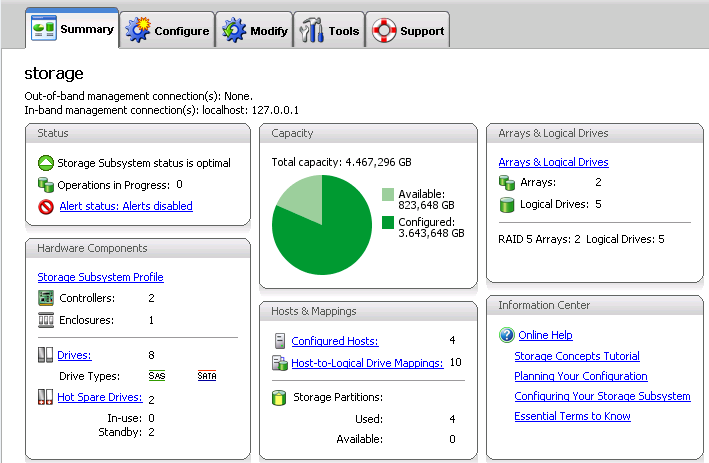 Summary
Configure
Modify
Tools
Support
storage
Out-of-band management connection(s): None.
In-band management connection(s): localhost: 127.0.0.1
Status
Storage Subsystem status is optimal
Operations in Progress: 0
Alert status: Alerts disabled
Hardware Components
Storage Subsystem Profile
Controllers: 2
Enclosures: 1
Drives: 8
Drive Types: SAS SATA
Hot Spare Drives: 2
In-use: 0
Standby: 2
Capacity
Total capacity: 4.467,296 GB
Available:
823,648 GB
Configured:
3.643,648 GB
Hosts & Mappings
Configured Hosts: 4
Host-to-Logical Drive Mappings: 10
Storage Partitions:
Used: 4
Available: 0
Arrays & Logical Drives
Arrays & Logical Drives
Arrays: 2
Logical Drives: 5
RAID 5 Arrays: 2 Logical Drives: 5
Information Center
Online Help
Storage Concepts Tutorial
Planning Your Configuration
Configuring Your Storage Subsystem
Essential Terms to Know